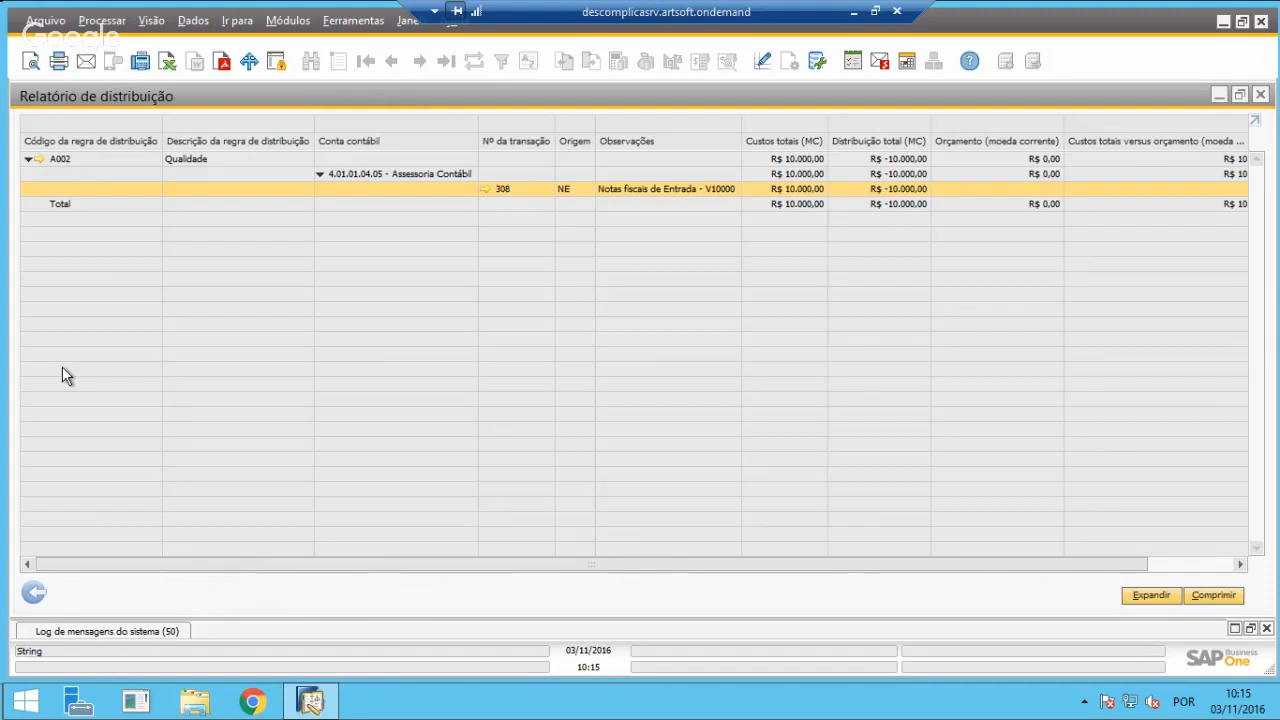 descomplicasrv.artsoft.ondemand
Arquivo Processar Visão Dados Ir para Módulos Ferramentas
Google
Relatório de distribuição
Código da regra de distribuição Descrição da regra de distribuição Conta contábil Nº da transação Origem Observações Custos totais (MC) Distribuição total (MC) Orçamento (moeda corrente) Custos totais versus orçamento (moeda ...
A002 Qualidade R$ 10.000,00 R$ -10.000,00 R$ 0,00 R$ 10
4.01.01.04.05 - Assessoria Contábil R$ 10.000,00 R$ -10.000,00 R$ 0,00 R$ 10
308 NE Notas fiscais de Entrada - V10000 R$ 10.000,00 R$ -10.000,00
Total R$ 10.000,00 R$ -10.000,00 R$ 0,00 R$ 10
Expandir Comprimir
Log de mensagens do sistema (50)
String 03/11/2016
10:15
SAP Business One
POR 10:15
03/11/2016